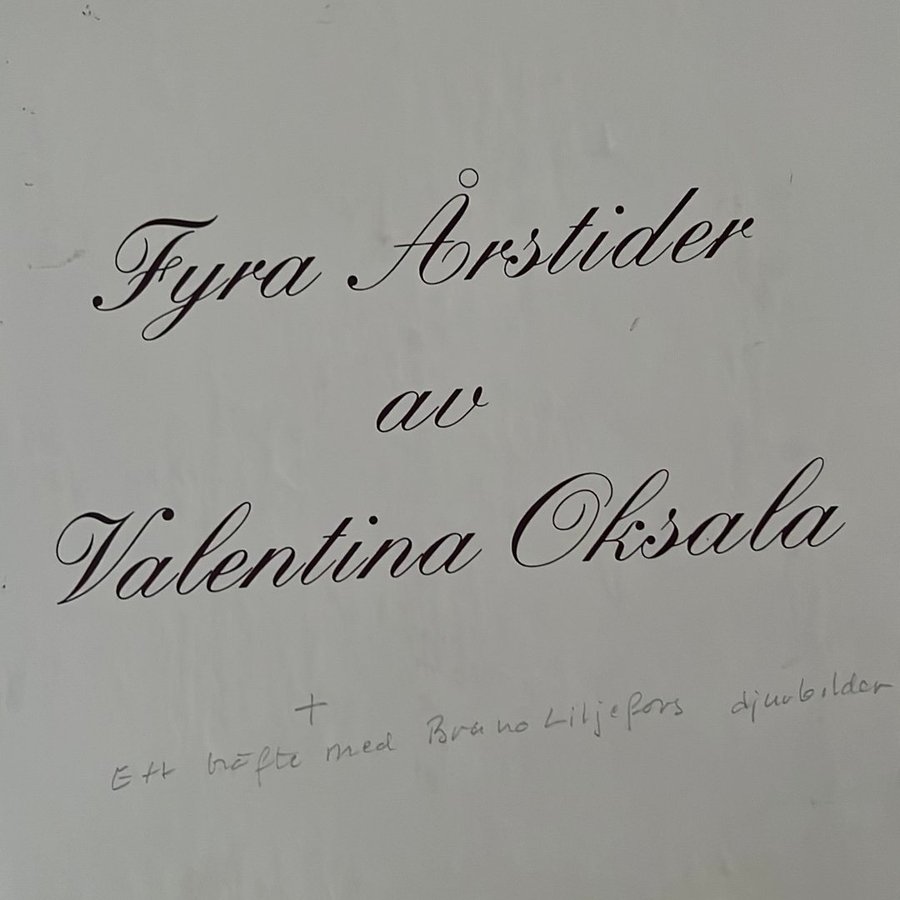 Fyra Årstider
av
Valentina Oksala
+
Ett häfte med Bruno Liljefors djurbilder